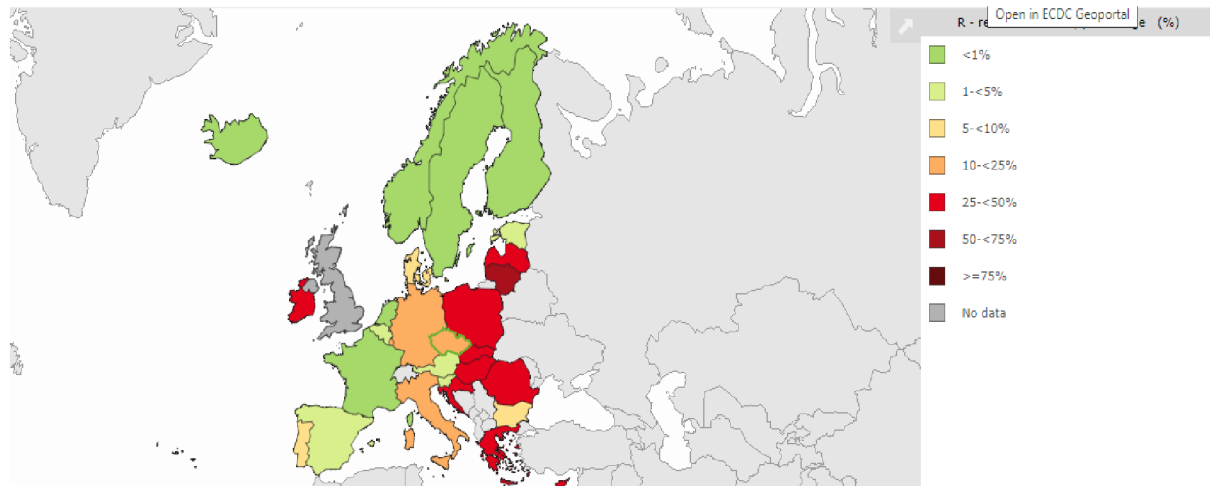 Open in ECDC Geoportal
R - re ge (%)
<1%
1-<5%
5-<10%
10-<25%
25-<50%
50-<75%
>=75%
No data